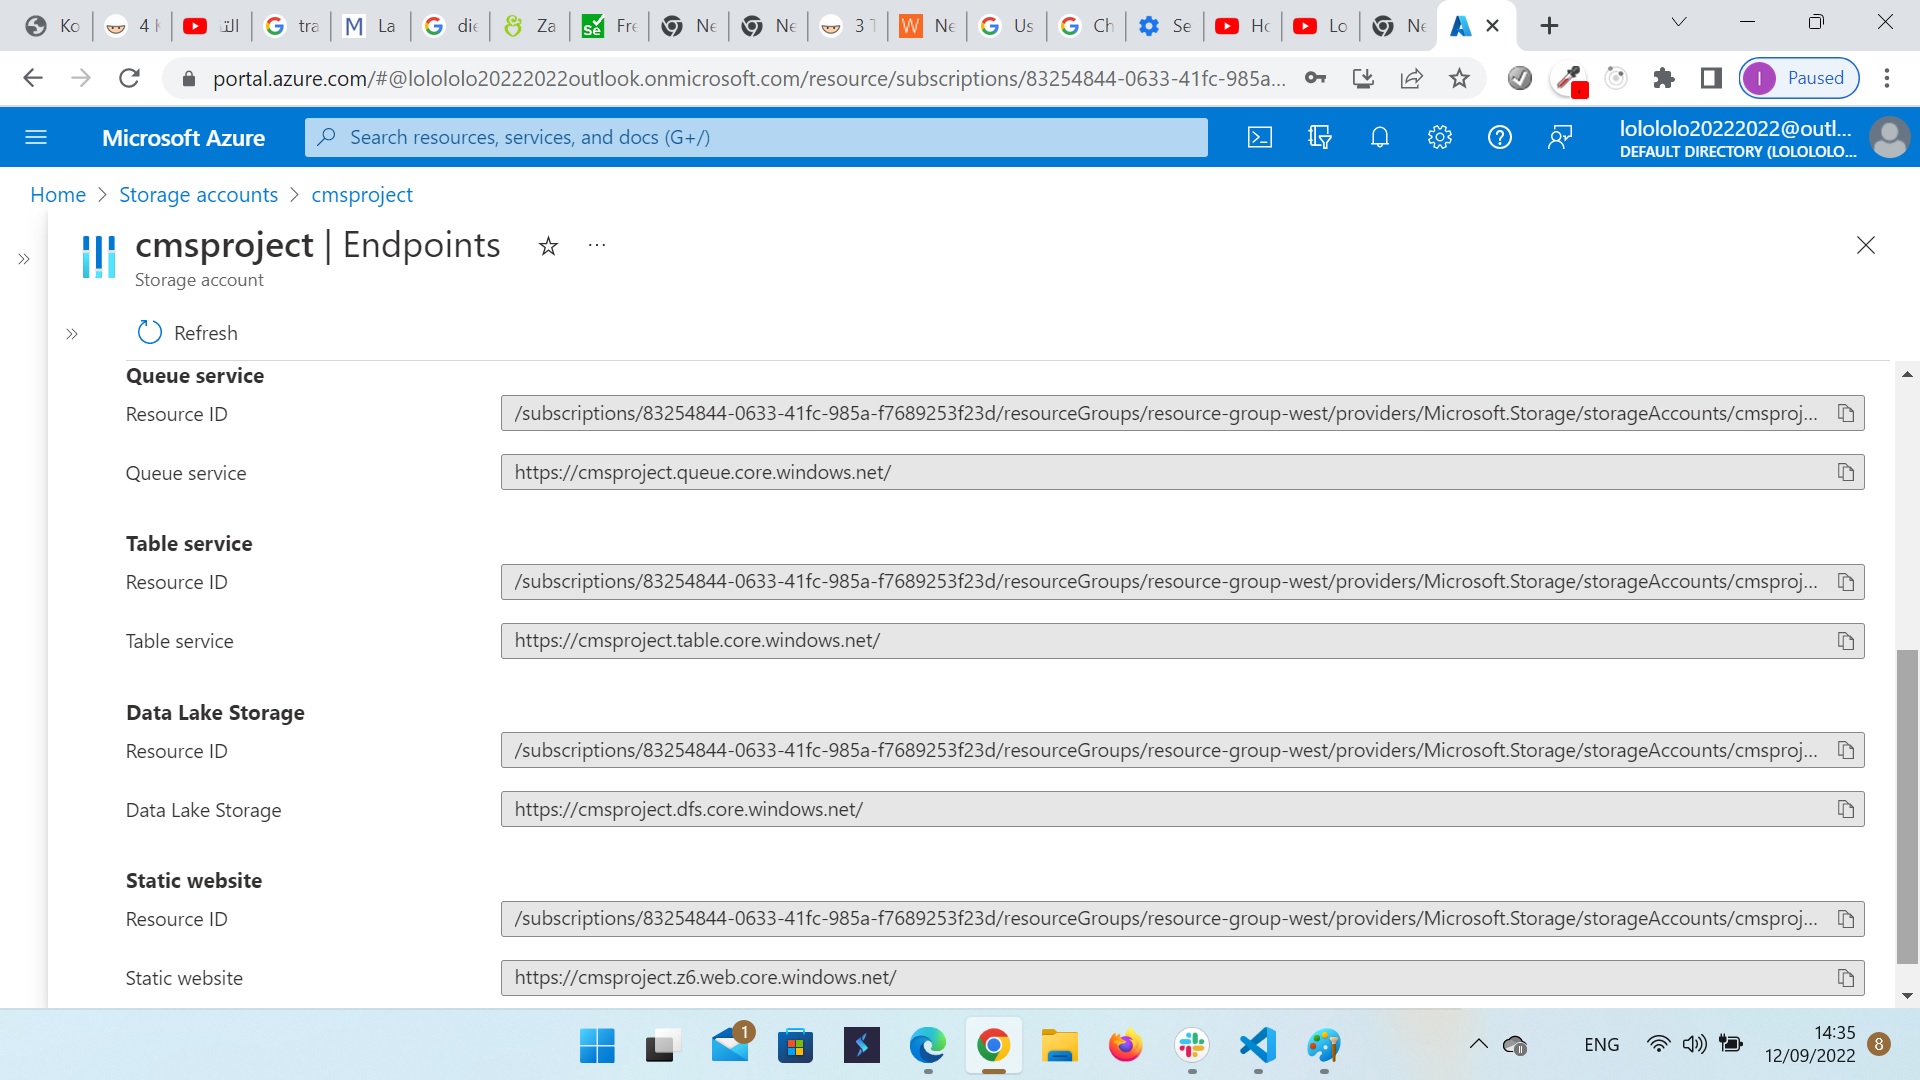 Ko
4 k
الت
tra
La
die
Za
Fre
Ne
Ne
3 T
Ne
Us
Ch
Se
Ho
Lo
Ne
portal.azure.com/#@lolololo20222022outlook.onmicrosoft.com/resource/subscriptions/83254844-0633-41fc-985a...
I
Paused
Microsoft Azure
Search resources, services, and docs (G+/)
lolololo20222022@outl...
DEFAULT DIRECTORY (LOLOLOLO...
Home > Storage accounts > cmsproject
cmsproject | Endpoints
Storage account
Refresh
Queue service
Resource ID
/subscriptions/83254844-0633-41fc-985a-f7689253f23d/resourceGroups/resource-group-west/providers/Microsoft.Storage/storageAccounts/cmsproj...
Queue service
https://cmsproject.queue.core.windows.net/
Table service
Resource ID
/subscriptions/83254844-0633-41fc-985a-f7689253f23d/resourceGroups/resource-group-west/providers/Microsoft.Storage/storageAccounts/cmsproj...
Table service
https://cmsproject.table.core.windows.net/
Data Lake Storage
Resource ID
/subscriptions/83254844-0633-41fc-985a-f7689253f23d/resourceGroups/resource-group-west/providers/Microsoft.Storage/storageAccounts/cmsproj...
Data Lake Storage
https://cmsproject.dfs.core.windows.net/
Static website
Resource ID
/subscriptions/83254844-0633-41fc-985a-f7689253f23d/resourceGroups/resource-group-west/providers/Microsoft.Storage/storageAccounts/cmsproj...
Static website
https://cmsproject.z6.web.core.windows.net/
1
ENG
14:35
12/09/2022
8